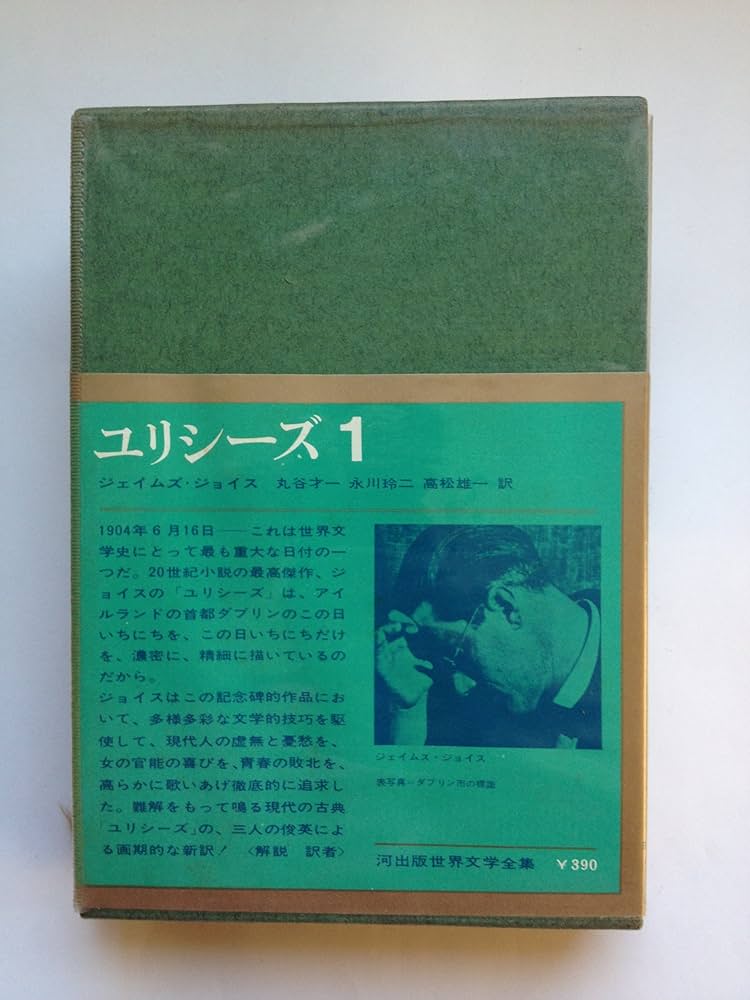 ユリシーズ 1
ジェイムズ・ジョイス 丸谷才一 永川玲二 高松雄一 訳
1904年6月16日――これは世界文
学史にとって最も重大な日付の一
つだ。20世紀小説の最高傑作、ジ
ョイスの「ユリシーズ」は、アイ
ルランドの首都ダブリンのこの日
いちにちを、この日いちにちだけ
を、濃密に、精細に描いているの
だから。
ジョイスはこの記念碑的作品にお
いて、多様多彩な文学的技巧を駆
使して、現代人の虚無と憂愁を、
女の官能の喜びを、青春の敗北を、
高らかに歌いあげ徹底的に追求し
た。難解をもって鳴る現代の古典
「ユリシーズ」の、三人の俊英によ
る画期的な新訳! 〈解説 訳者〉
ジェイムズ・ジョイス
表写真=ダブリン市の標識
河出版世界文学全集 ¥390